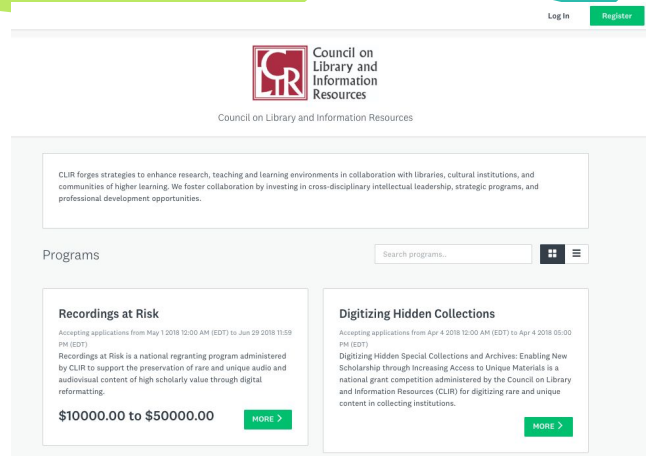 Log In
Register
CLIR
Council on
Library and
Information
Resources
Council on Library and Information Resources
CLIR forges strategies to enhance research, teaching and learning environments in collaboration with libraries, cultural institutions, and
communities of higher learning. We foster collaboration by investing in cross-disciplinary intellectual leadership, strategic programs, and
professional development opportunities.
Programs
Search programs..
Recordings at Risk
Accepting applications from May 1 2018 12:00 AM (EDT) to Jun 29 2018 11:59
PM (EDT)
Recordings at Risk is a national regranting program administered
by CLIR to support the preservation of rare and unique audio and
audiovisual content of high scholarly value through digital
reformatting.
$10000.00 to $50000.00
MORE >
Digitizing Hidden Collections
Accepting applications from Apr 4 2018 12:00 AM (EDT) to Apr 4 2018 05:00
PM (EDT)
Digitizing Hidden Special Collections and Archives: Enabling New
Scholarship through Increasing Access to Unique Materials is a
national grant competition administered by the Council on Library
and Information Resources (CLIR) for digitizing rare and unique
content in collecting institutions.
MORE >